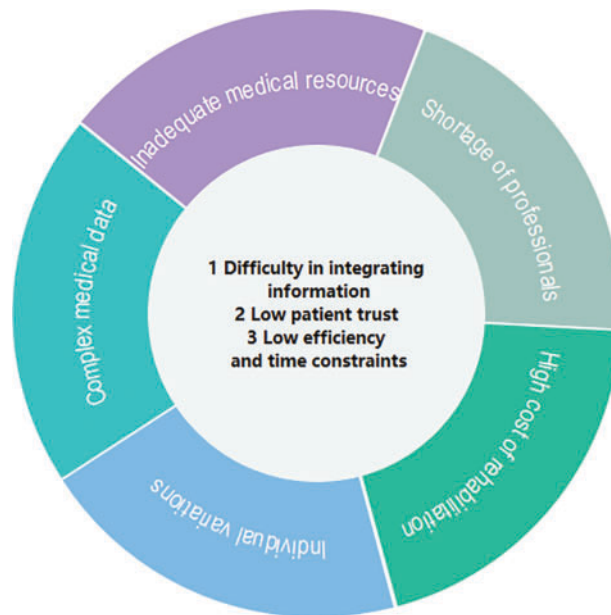 Inadequate medical resources
Shortage of professionals
High cost of rehabilitation
Individual variations
Complex medical data
1 Difficulty in integrating
information
2 Low patient trust
3 Low efficiency
and time constraints